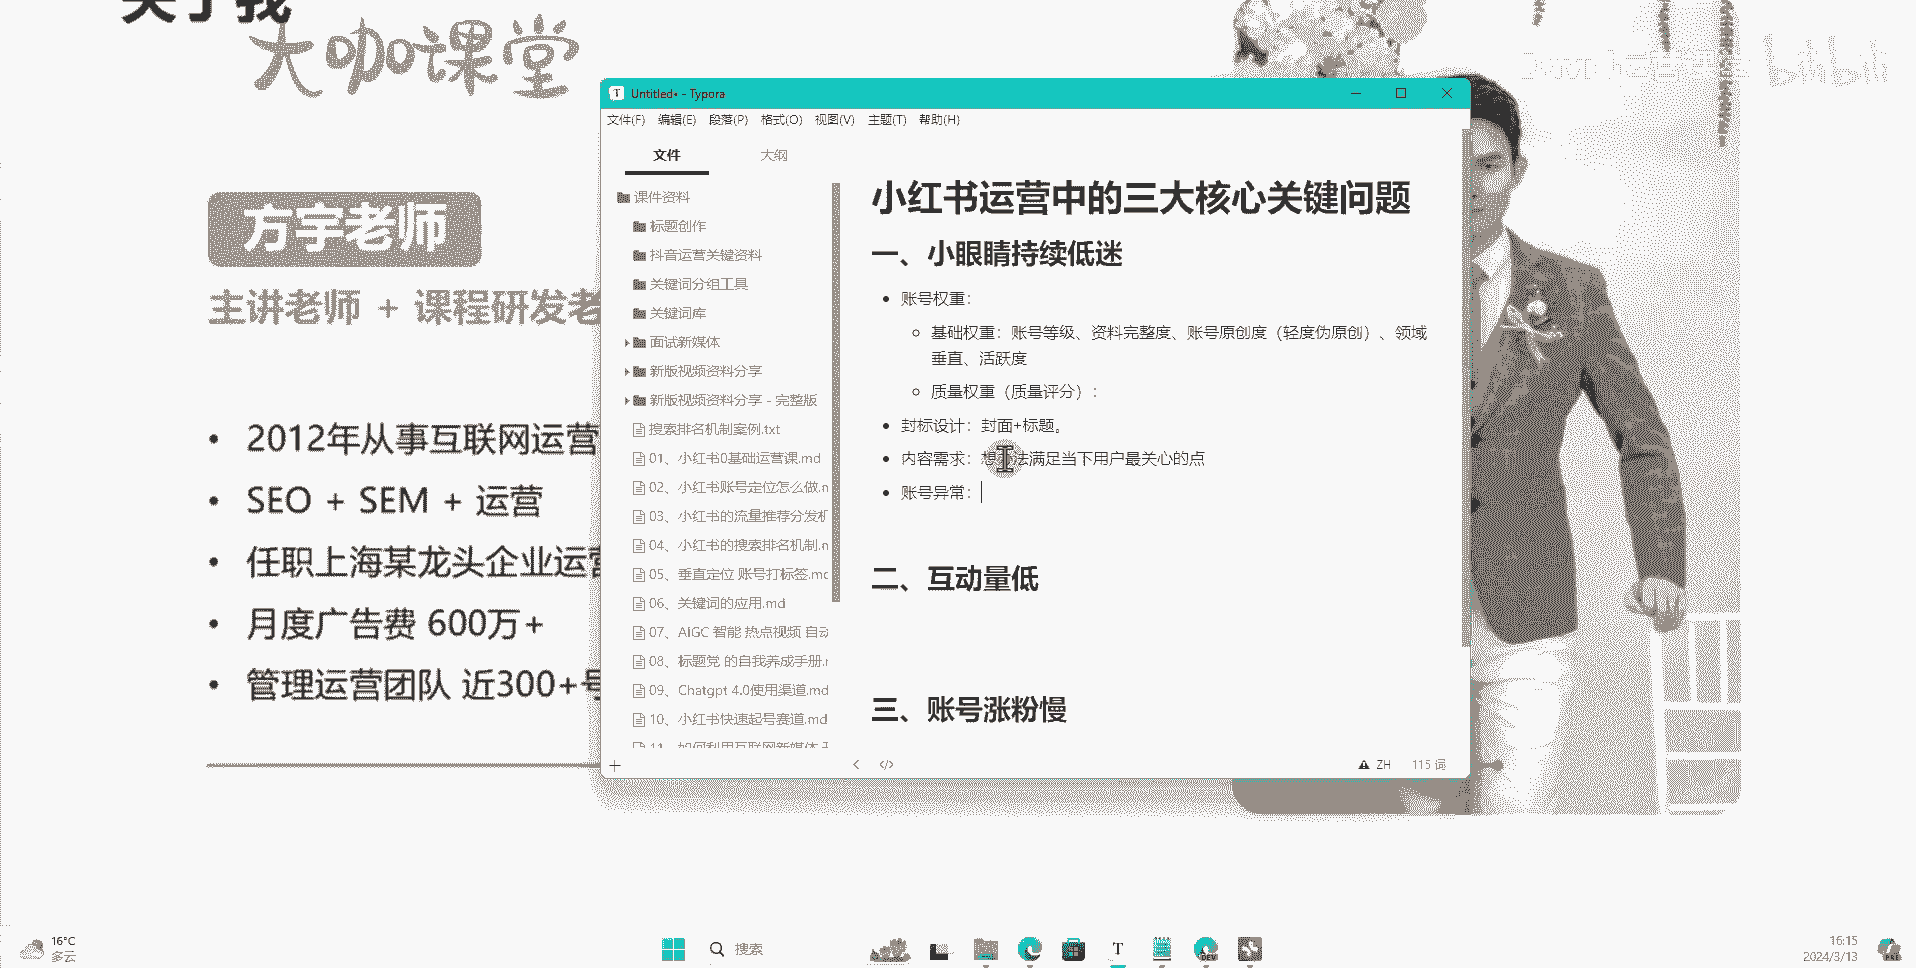 关于我
大咖课堂
bilibili
方宇老师
主讲老师 + 课程研发老
• 2012年从事互联网运营
• SEO + SEM + 运营
• 任职上海某龙头企业运营
• 月度广告费 600万+
• 管理运营团队 近300+号
Untitled• - Typora
文件(F) 编辑(E) 段落(P) 格式(O) 视图(V) 主题(T) 帮助(H)
文件 大纲
课件资料
标题创作
抖音运营关键资料
关键词分组工具
关键词库
面试新媒体
新版视频资料分享
新版视频资料分享 - 完整版
搜索排名机制案例.txt
01、小红书0基础运营课.md
02、小红书账号定位怎么做.m
03、小红书的流量推荐分发机
04、小红书的搜索排名机制.m
05、垂直定位 账号打标签.mc
06、关键词的应用.md
07、AIGC 智能 热点视频 自动
08、标题党 的自我养成手册.r
09、Chatgpt 4.0使用渠道.md
10、小红书快速起号赛道.md
11、如何利用互联网新媒体
小红书运营中的三大核心关键问题
一、小眼睛持续低迷
• 账号权重：
基础权重：账号等级、资料完整度、账号原创度（轻度伪原创）、领域
垂直、活跃度
质量权重（质量评分）：
• 封标设计：封面+标题。
• 内容需求：想办法满足当下用户最关心的点
• 账号异常：
二、互动量低
三、账号涨粉慢
ZH 115 词
16°C
多云
搜索
DEV
PRE
16:15
2024/3/13